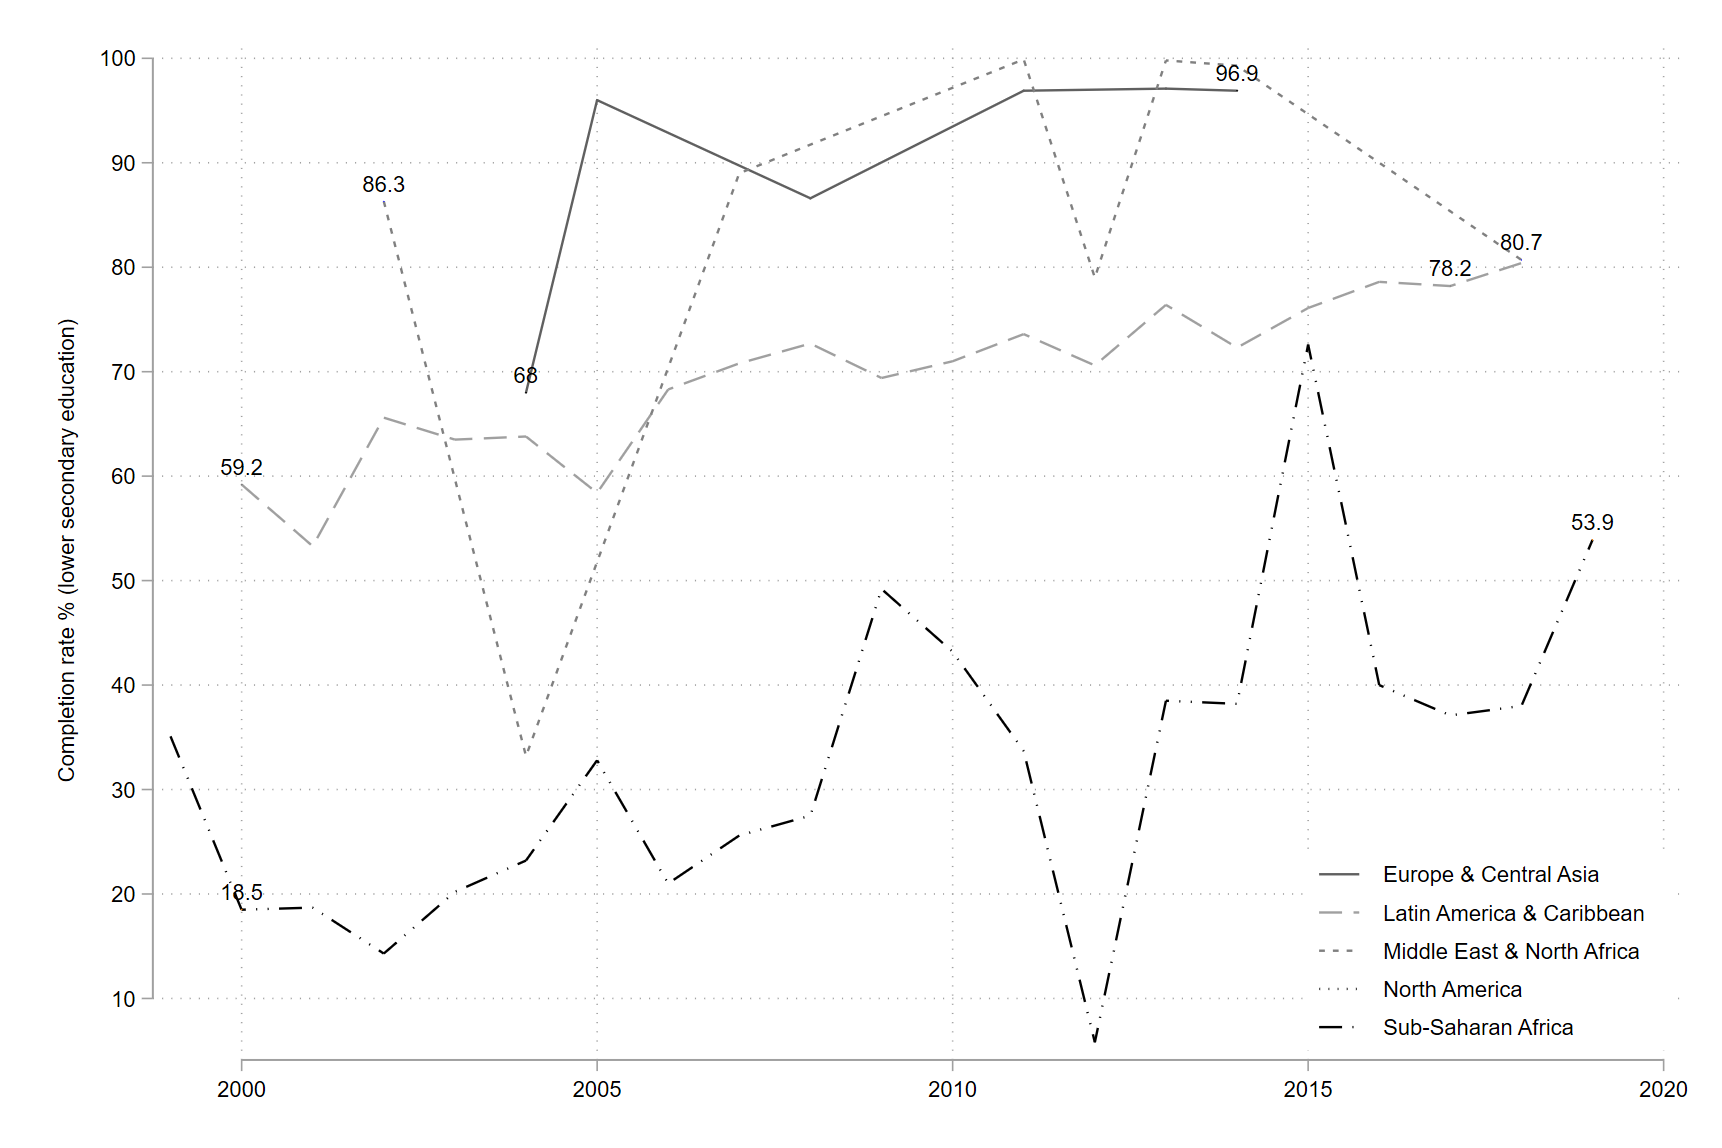 Completion rate % (lower secondary education)
100
90
80
70
60
50
40
30
20
10
86.3
96.9
80.7
78.2
68
59.2
53.9
18.5
Europe & Central Asia
Latin America & Caribbean
Middle East & North Africa
North America
Sub-Saharan Africa
2000 2005 2010 2015 2020